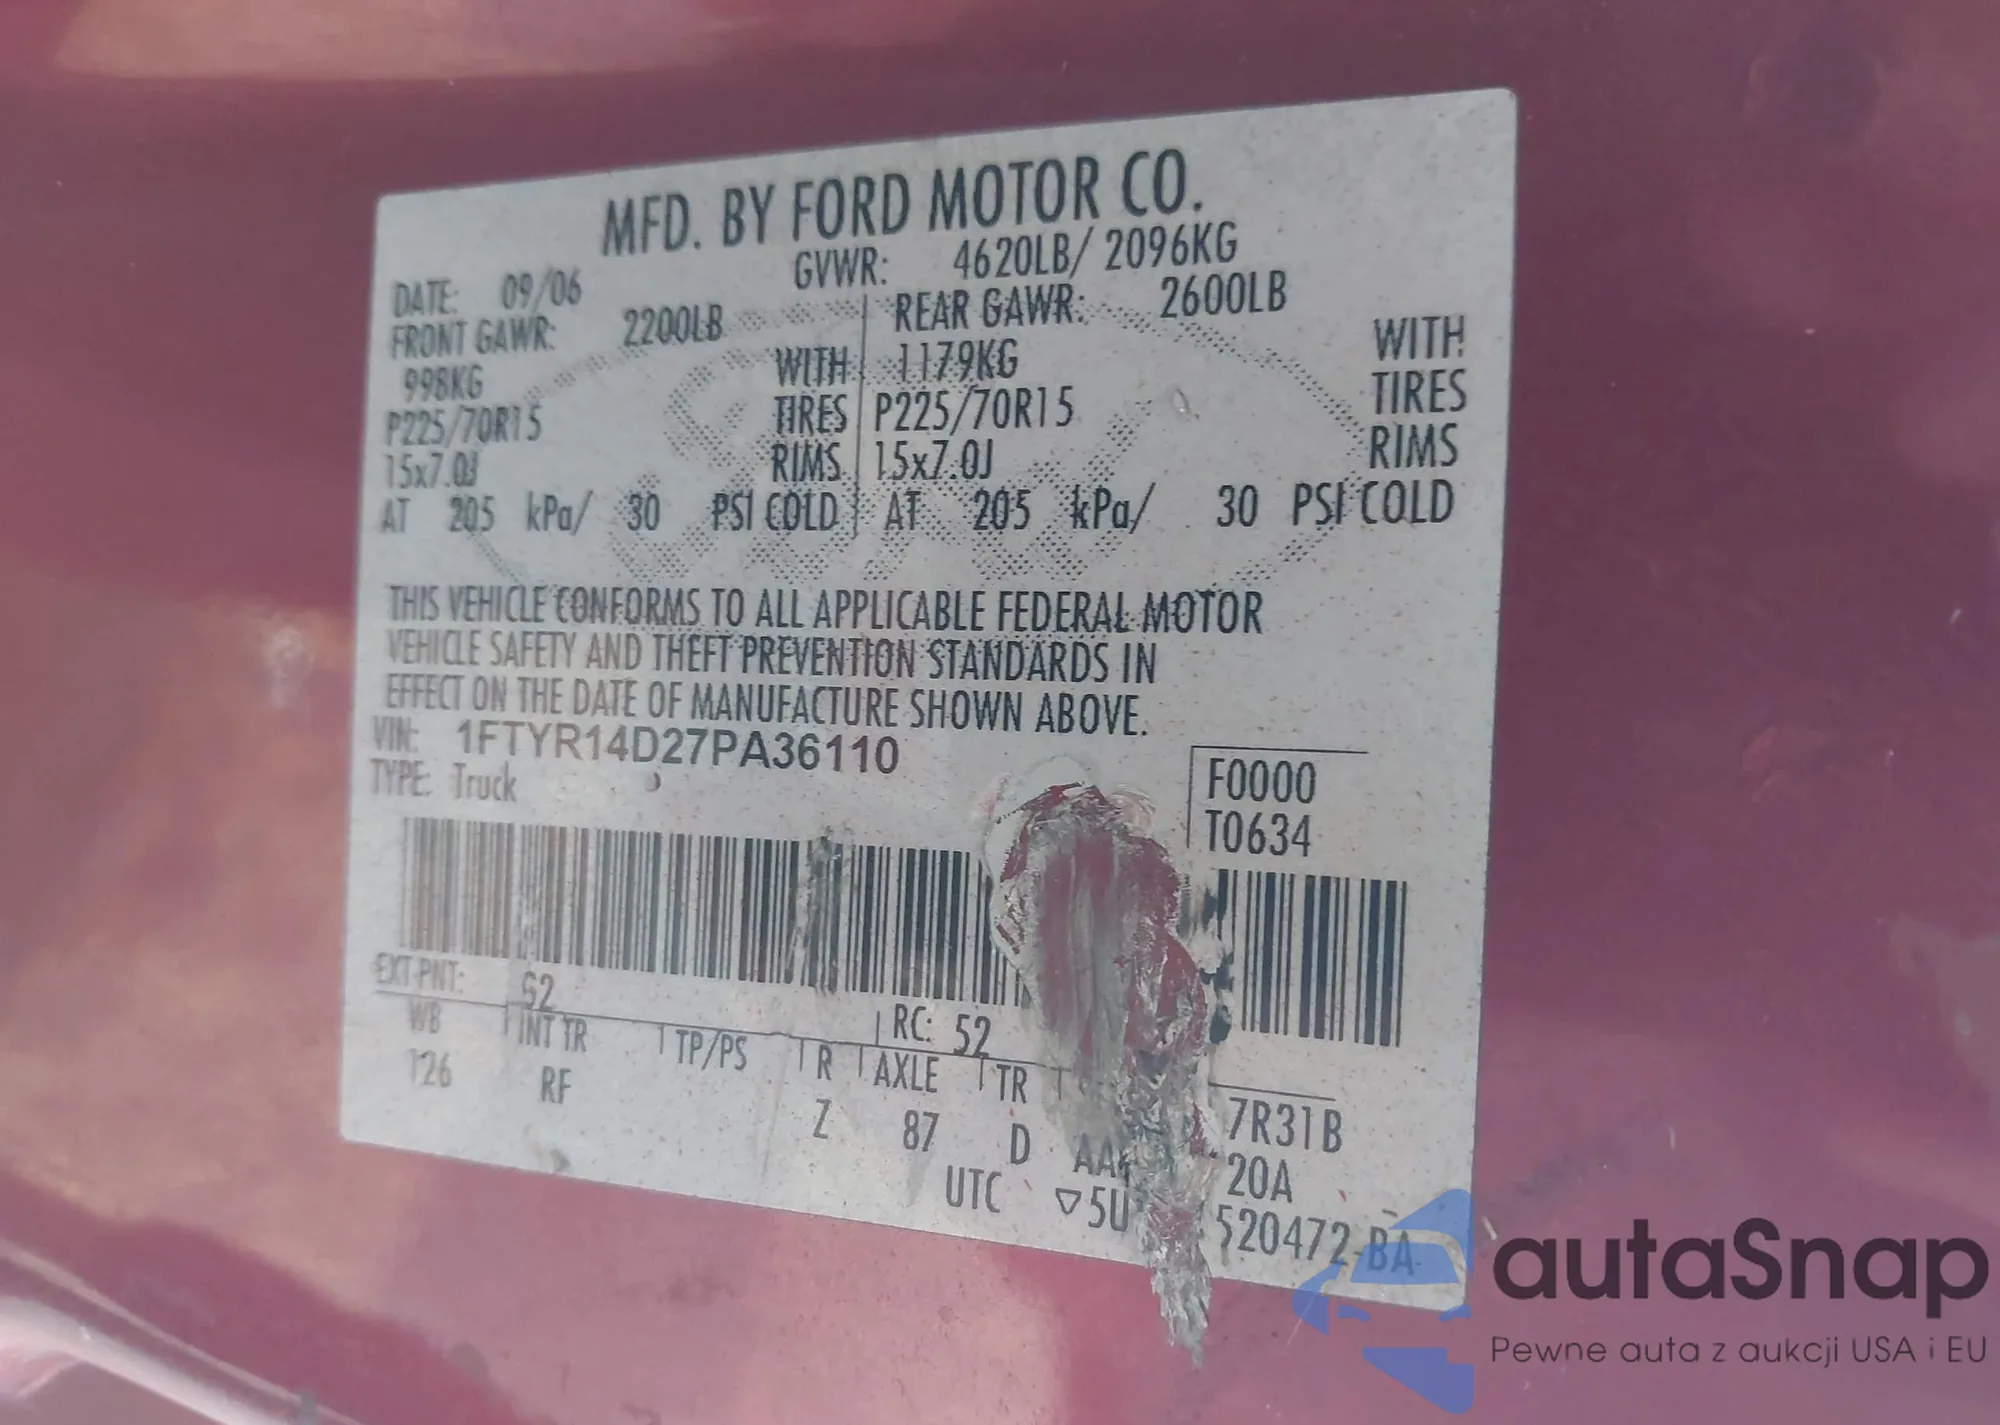 MFD. BY FORD MOTOR CO.
DATE: 09/06 GVWR: 4620LB/ 2096KG
FRONT GAWR: 2200LB REAR GAWR: 2600LB
998KG WITH 1179KG WITH
P225/70R15 TIRES P225/70R15 TIRES
15x7.0J RIMS 15x7.0J RIMS
AT 205 kPa/ 30 PSI COLD AT 205 kPa/ 30 PSI COLD
THIS VEHICLE CONFORMS TO ALL APPLICABLE FEDERAL MOTOR
VEHICLE SAFETY AND THEFT PREVENTION STANDARDS IN
EFFECT ON THE DATE OF MANUFACTURE SHOWN ABOVE.
VIN: 1FTYR14D27PA36110
TYPE: Truck
F0000
T0634
EXT PNT: RC: 52
WB INT TR TP/PS R AXLE TR
126 RF Z 87 D 7R31B
20A
UTC ▽5U 520472-BA
autaSnap
Pewne auta z aukcji USA i EU